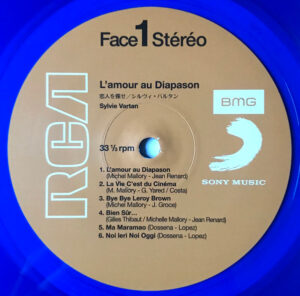 Face 1 Stéréo
L'amour au Diapason
恋人を探せ／シルヴィ・バルタン
Sylvie Vartan
RCA
BMG
SONY MUSIC
33 1/3 rpm
1. L'amour au Diapason
(Michel Mallory - Jean Renard)
2. La Vie C'est du Cinéma
(M. Mallory - G. Yared / Costa)
3. Bye Bye Leroy Brown
(Michel Mallory - J. Groce)
4. Bien Sûr...
(Gilles Thibaut / Michelle Mallory - Jean Renard)
5. Ma Maramao (Dossena - Lopez)
6. Noi Ieri Noi Oggi (Dossena - Lopez)